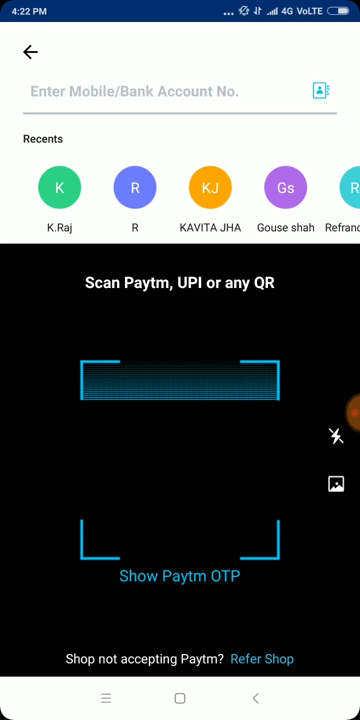 4:22 PM ... 4G VoLTE
Enter Mobile/Bank Account No.
Recents
K R KJ Gs R
K.Raj R KAVITA JHA Gouse shah
Scan Paytm, UPI or any QR
Show Paytm OTP
Shop not accepting Paytm? Refer Shop